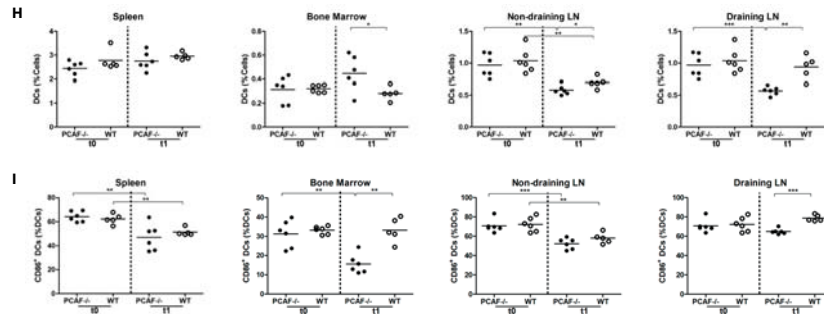 H
Spleen
DCs (%Cells)
4
3
2
1
0
PCAF-/- WT PCAF-/- WT
t0 t1
Bone Marrow
DCs (%Cells)
0.8
0.6
0.4
0.2
0.0
*
PCAF-/- WT PCAF-/- WT
t0 t1
Non-draining LN
DCs (%Cells)
1.5
1.0
0.5
0.0
** *
**
PCAF-/- WT PCAF-/- WT
t0 t1
Draining LN
DCs (%Cells)
1.5
1.0
0.5
0.0
*** **
PCAF-/- WT PCAF-/- WT
t0 t1
I
Spleen
CD86+ DCs (%DCs)
80
60
40
20
0
**
**
PCAF-/- WT PCAF-/- WT
t0 t1
Bone Marrow
CD86+ DCs (%DCs)
50
40
30
20
10
0
** **
PCAF-/- WT PCAF-/- WT
t0 t1
Non-draining LN
CD86+ DCs (%DCs)
100
80
60
40
20
0
***
**
PCAF-/- WT PCAF-/- WT
t0 t1
Draining LN
CD86+ DCs (%DCs)
100
80
60
40
20
0
***
PCAF-/- WT PCAF-/- WT
t0 t1